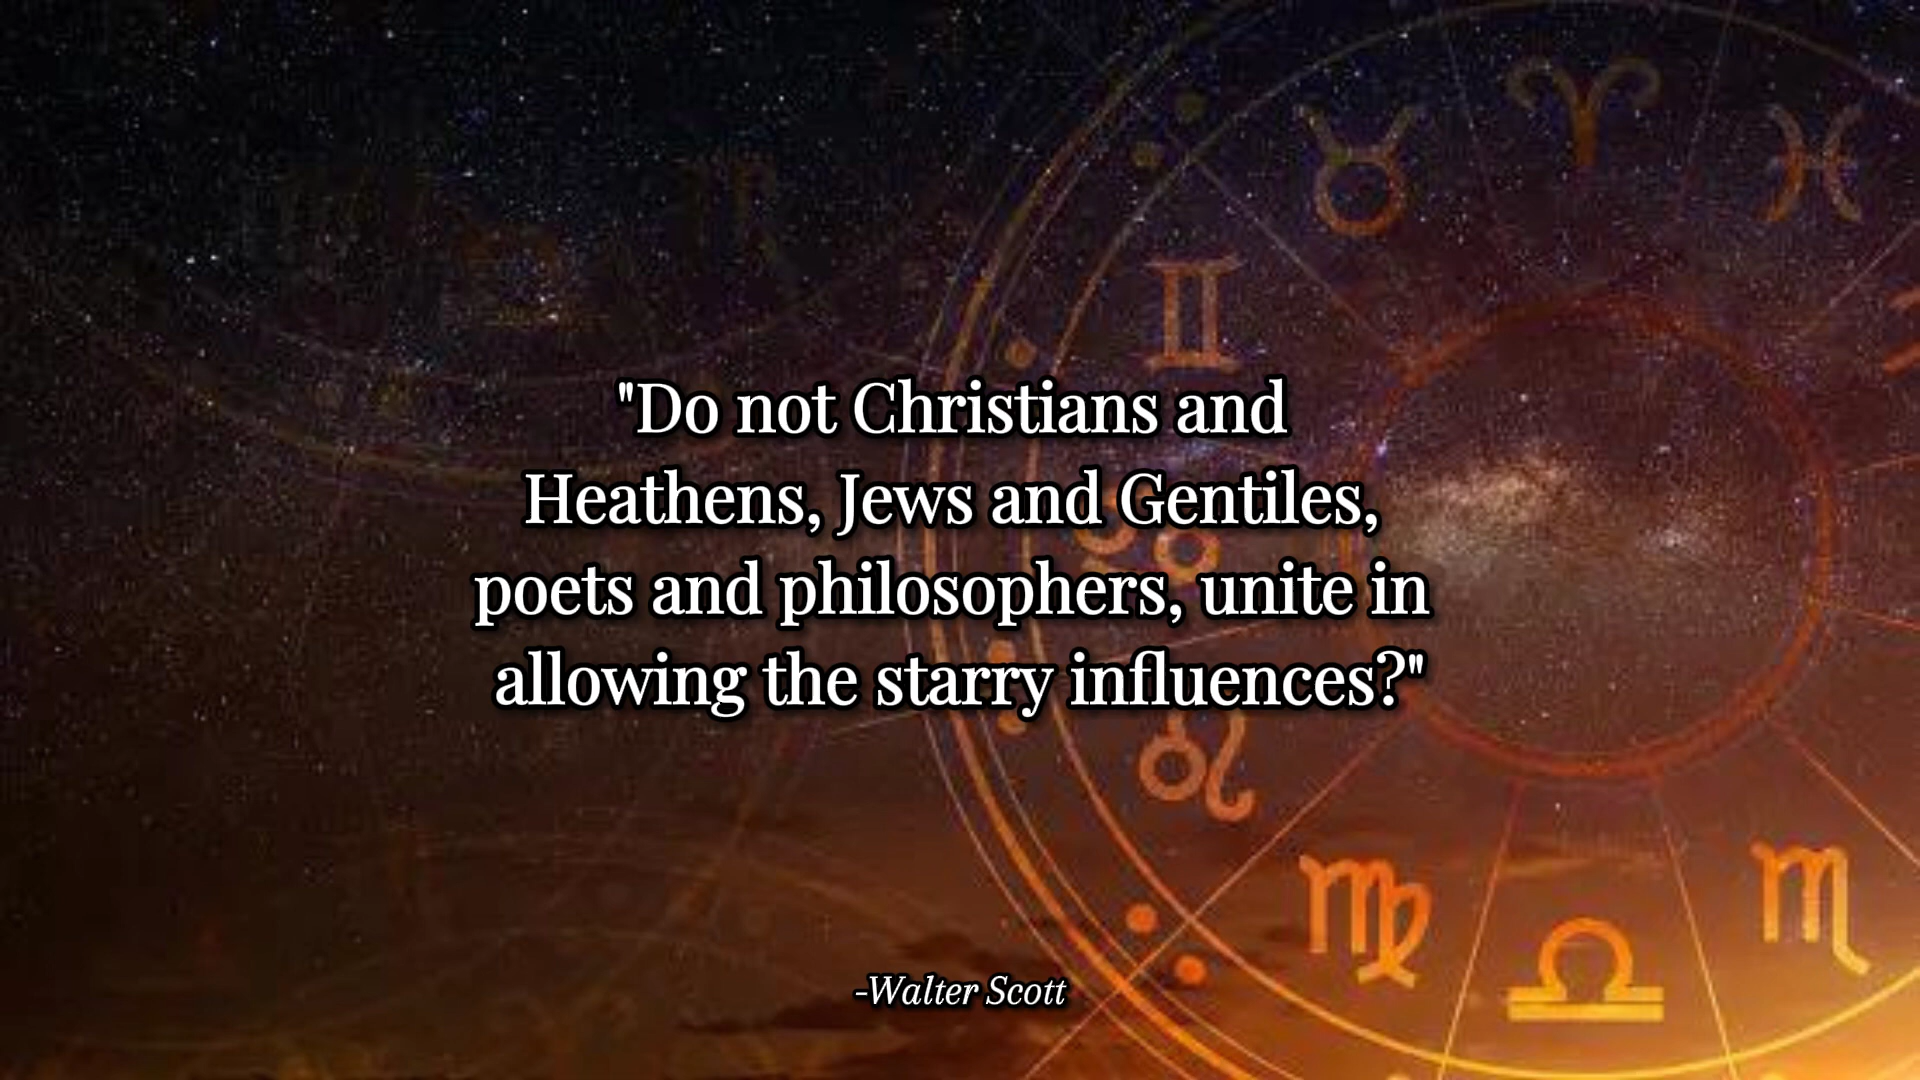 "Do not Christians and
Heathens, Jews and Gentiles,
poets and philosophers, unite in
allowing the starry influences?"
-Walter Scott